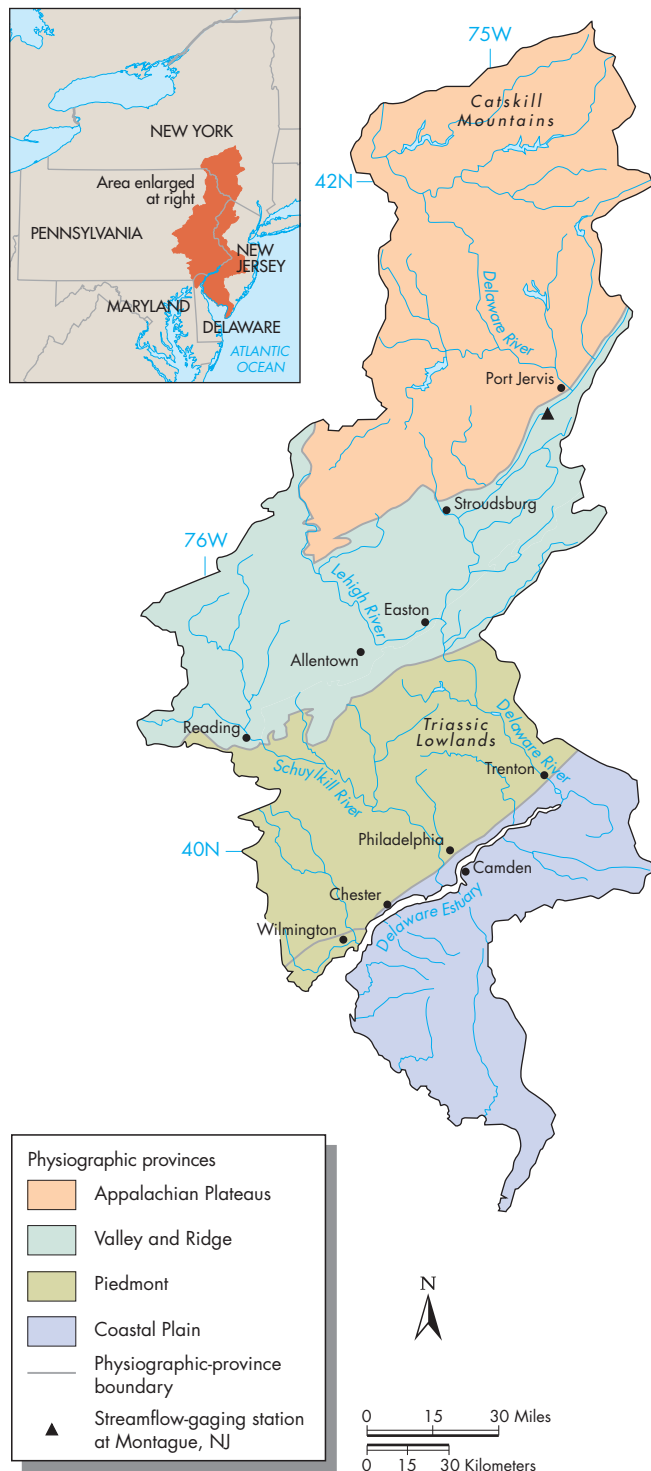 NEW YORK
Area enlarged
at right
PENNSYLVANIA
NEW
JERSEY
MARYLAND
DELAWARE
ATLANTIC
OCEAN
75W
Catskill
Mountains
42N
Delaware River
Port Jervis
Stroudsburg
76W
Lehigh River
Easton
Allentown
Reading
Triassic
Lowlands
Delaware River
Trenton
Schuylkill River
40N
Philadelphia
Camden
Chester
Delaware Estuary
Wilmington
Physiographic provinces
Appalachian Plateaus
Valley and Ridge
Piedmont
Coastal Plain
Physiographic-province
boundary
Streamflow-gaging station
at Montague, NJ
N
0 15 30 Miles
0 15 30 Kilometers